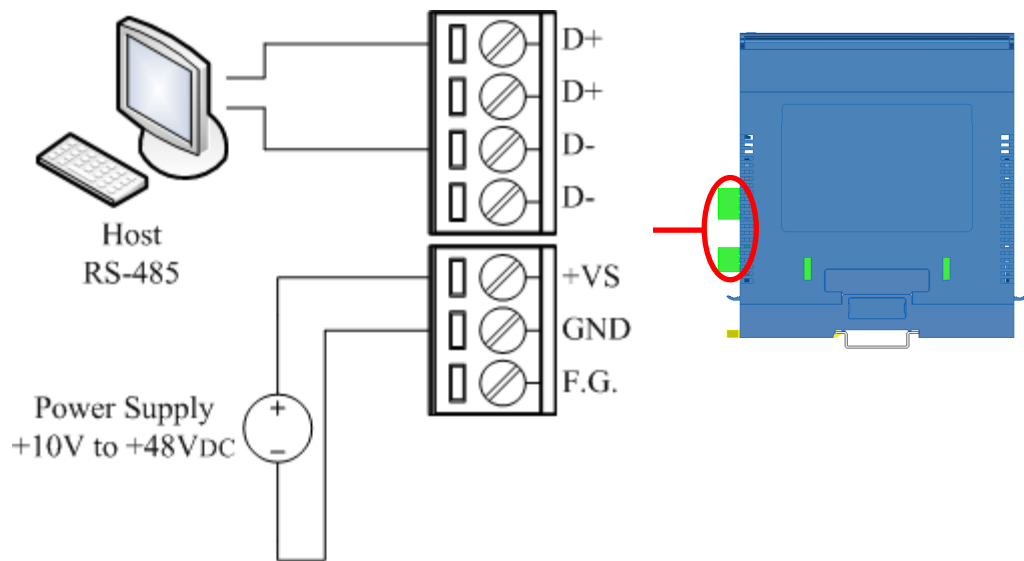 D+
D+
D-
D-
Host
RS-485
+VS
GND
F.G.
Power Supply
+10V to +48VDC
+
−